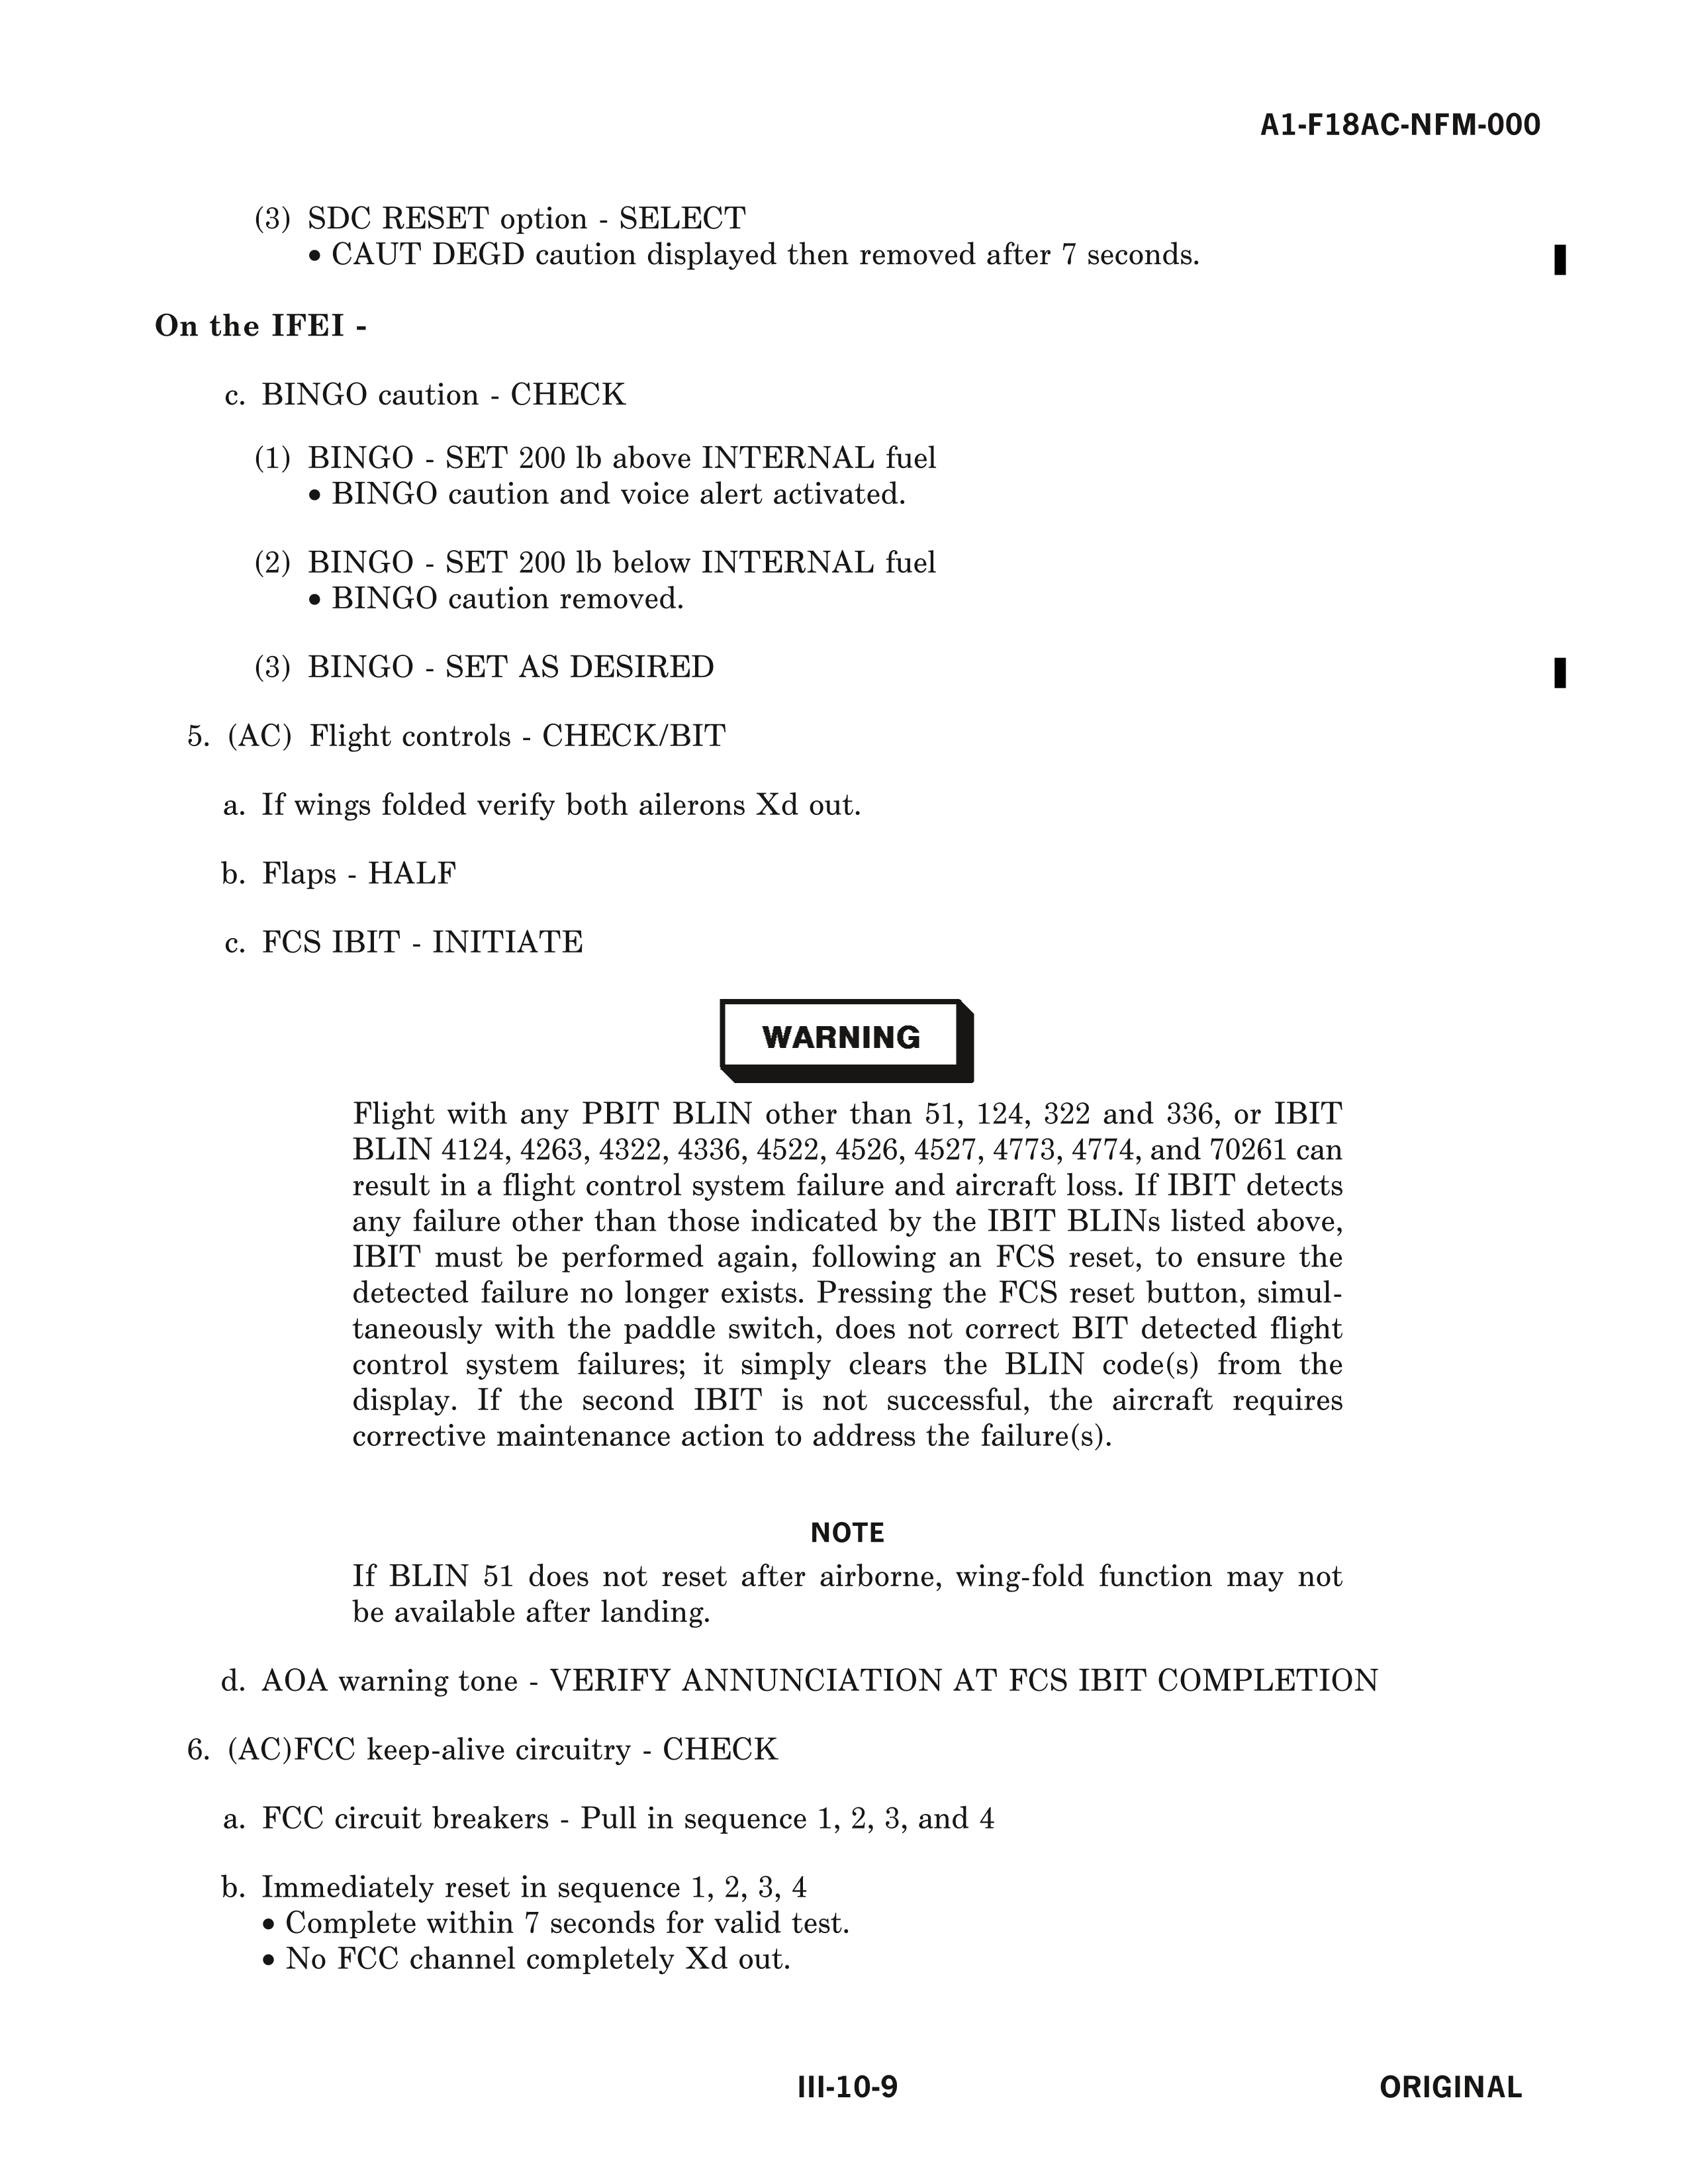 A1-F18AC-NFM-000
(3) SDC RESET option - SELECT
• CAUT DEGD caution displayed then removed after 7 seconds.
On the IFEI -
c. BINGO caution - CHECK
(1) BINGO - SET 200 lb above INTERNAL fuel
• BINGO caution and voice alert activated.
(2) BINGO - SET 200 lb below INTERNAL fuel
• BINGO caution removed.
(3) BINGO - SET AS DESIRED
5. (AC) Flight controls - CHECK/BIT
a. If wings folded verify both ailerons Xd out.
b. Flaps - HALF
c. FCS IBIT - INITIATE
WARNING
Flight with any PBIT BLIN other than 51, 124, 322 and 336, or IBIT
BLIN 4124, 4263, 4322, 4336, 4522, 4526, 4527, 4773, 4774, and 70261 can
result in a flight control system failure and aircraft loss. If IBIT detects
any failure other than those indicated by the IBIT BLINs listed above,
IBIT must be performed again, following an FCS reset, to ensure the
detected failure no longer exists. Pressing the FCS reset button, simul-
taneously with the paddle switch, does not correct BIT detected flight
control system failures; it simply clears the BLIN code(s) from the
display. If the second IBIT is not successful, the aircraft requires
corrective maintenance action to address the failure(s).
NOTE
If BLIN 51 does not reset after airborne, wing-fold function may not
be available after landing.
d. AOA warning tone - VERIFY ANNUNCIATION AT FCS IBIT COMPLETION
6. (AC)FCC keep-alive circuitry - CHECK
a. FCC circuit breakers - Pull in sequence 1, 2, 3, and 4
b. Immediately reset in sequence 1, 2, 3, 4
• Complete within 7 seconds for valid test.
• No FCC channel completely Xd out.
III-10-9
ORIGINAL